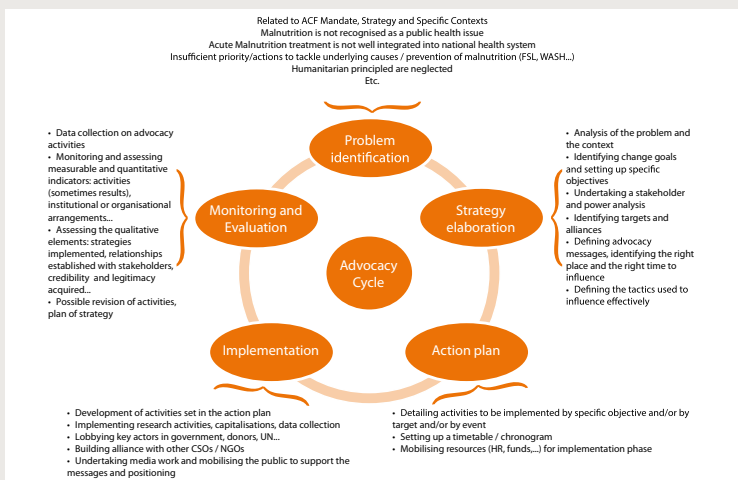 Related to ACF Mandate, Strategy and Specific Contexts
Malnutrition is not recognised as a public health issue
Acute Malnutrition treatment is not well integrated into national health system
Insufficient priority/actions to tackle underlying causes / prevention of malnutrition (FSL, WASH...)
Humanitarian principled are neglected
Etc.
Problem
identification
• Data collection on advocacy
activities
• Monitoring and assessing
measurable and quantitative
indicators: activities
(sometimes results),
institutional or organisational
arrangements...
• Assessing the qualitative
elements: strategies
implemented, relationships
established with stakeholders,
credibility and legitimacy
acquired...
• Possible revision of activities,
plan of strategy
Monitoring and
Evaluation
Strategy
elaboration
• Analysis of the problem and
the context
• Identifying change goals
and setting up specific
objectives
• Undertaking a stakeholder
and power analysis
• Identifying targets and
alliances
• Defining advocacy
messages, identifying the right
place and the right time to
influence
• Defining the tactics used to
influence effectively
Advocacy
Cycle
Implementation
Action plan
• Development of activities set in the action plan
• Implementing research activities, capitalisations, data collection
• Lobbying key actors in government, donors, UN...
• Building alliance with other CSOs / NGOs
• Undertaking media work and mobilising the public to support the
messages and positioning
• Detailing activities to be implemented by specific objective and/or by
target and/or by event
• Setting up a timetable / chronogram
• Mobilising resources (HR, funds,...) for implementation phase